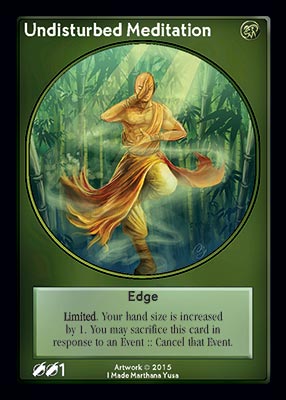 Undisturbed Meditation
Edge
Limited. Your hand size is increased
by 1. You may sacrifice this card in
response to an Event :: Cancel that Event.
1
Artwork © 2015
I Made Marthana Yusa